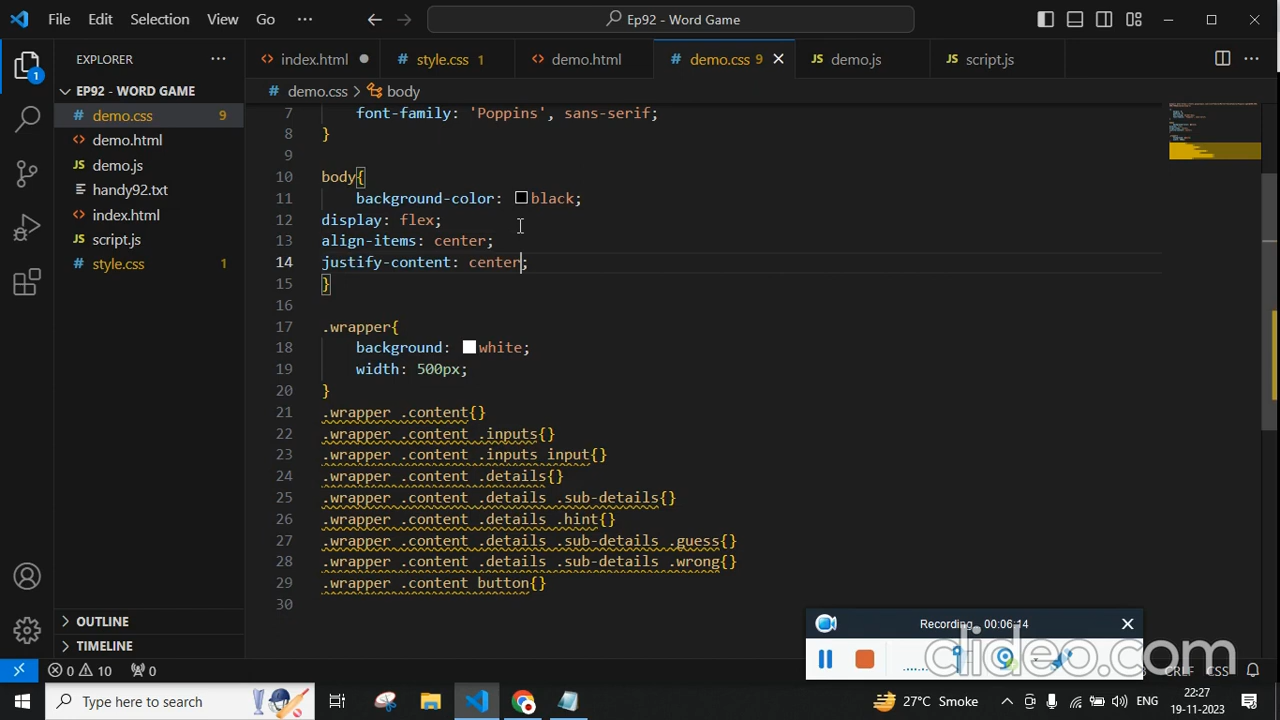 File Edit Selection View Go ··· Ep92 - Word Game
EXPLORER ··· index.html style.css 1 demo.html demo.css 9 demo.js script.js
EP92 - WORD GAME
demo.css 9
demo.html
demo.js
handy92.txt
index.html
script.js
style.css 1
OUTLINE
TIMELINE
demo.css > body
7 font-family: 'Poppins', sans-serif;
8 }
9
10 body{
11 background-color: black;
12 display: flex;
13 align-items: center;
14 justify-content: center;
15 }
16
17 .wrapper{
18 background: white;
19 width: 500px;
20 }
21 .wrapper .content{}
22 .wrapper .content .inputs{}
23 .wrapper .content .inputs input{}
24 .wrapper .content .details{}
25 .wrapper .content .details .sub-details{}
26 .wrapper .content .details .hint{}
27 .wrapper .content .details .sub-details .guess{}
28 .wrapper .content .details .sub-details .wrong{}
29 .wrapper .content button{}
30
Recording... 00:06:14
clideo.com
0 10 0 CRLF CSS
Type here to search 27°C Smoke ENG 22:27
19-11-2023 1